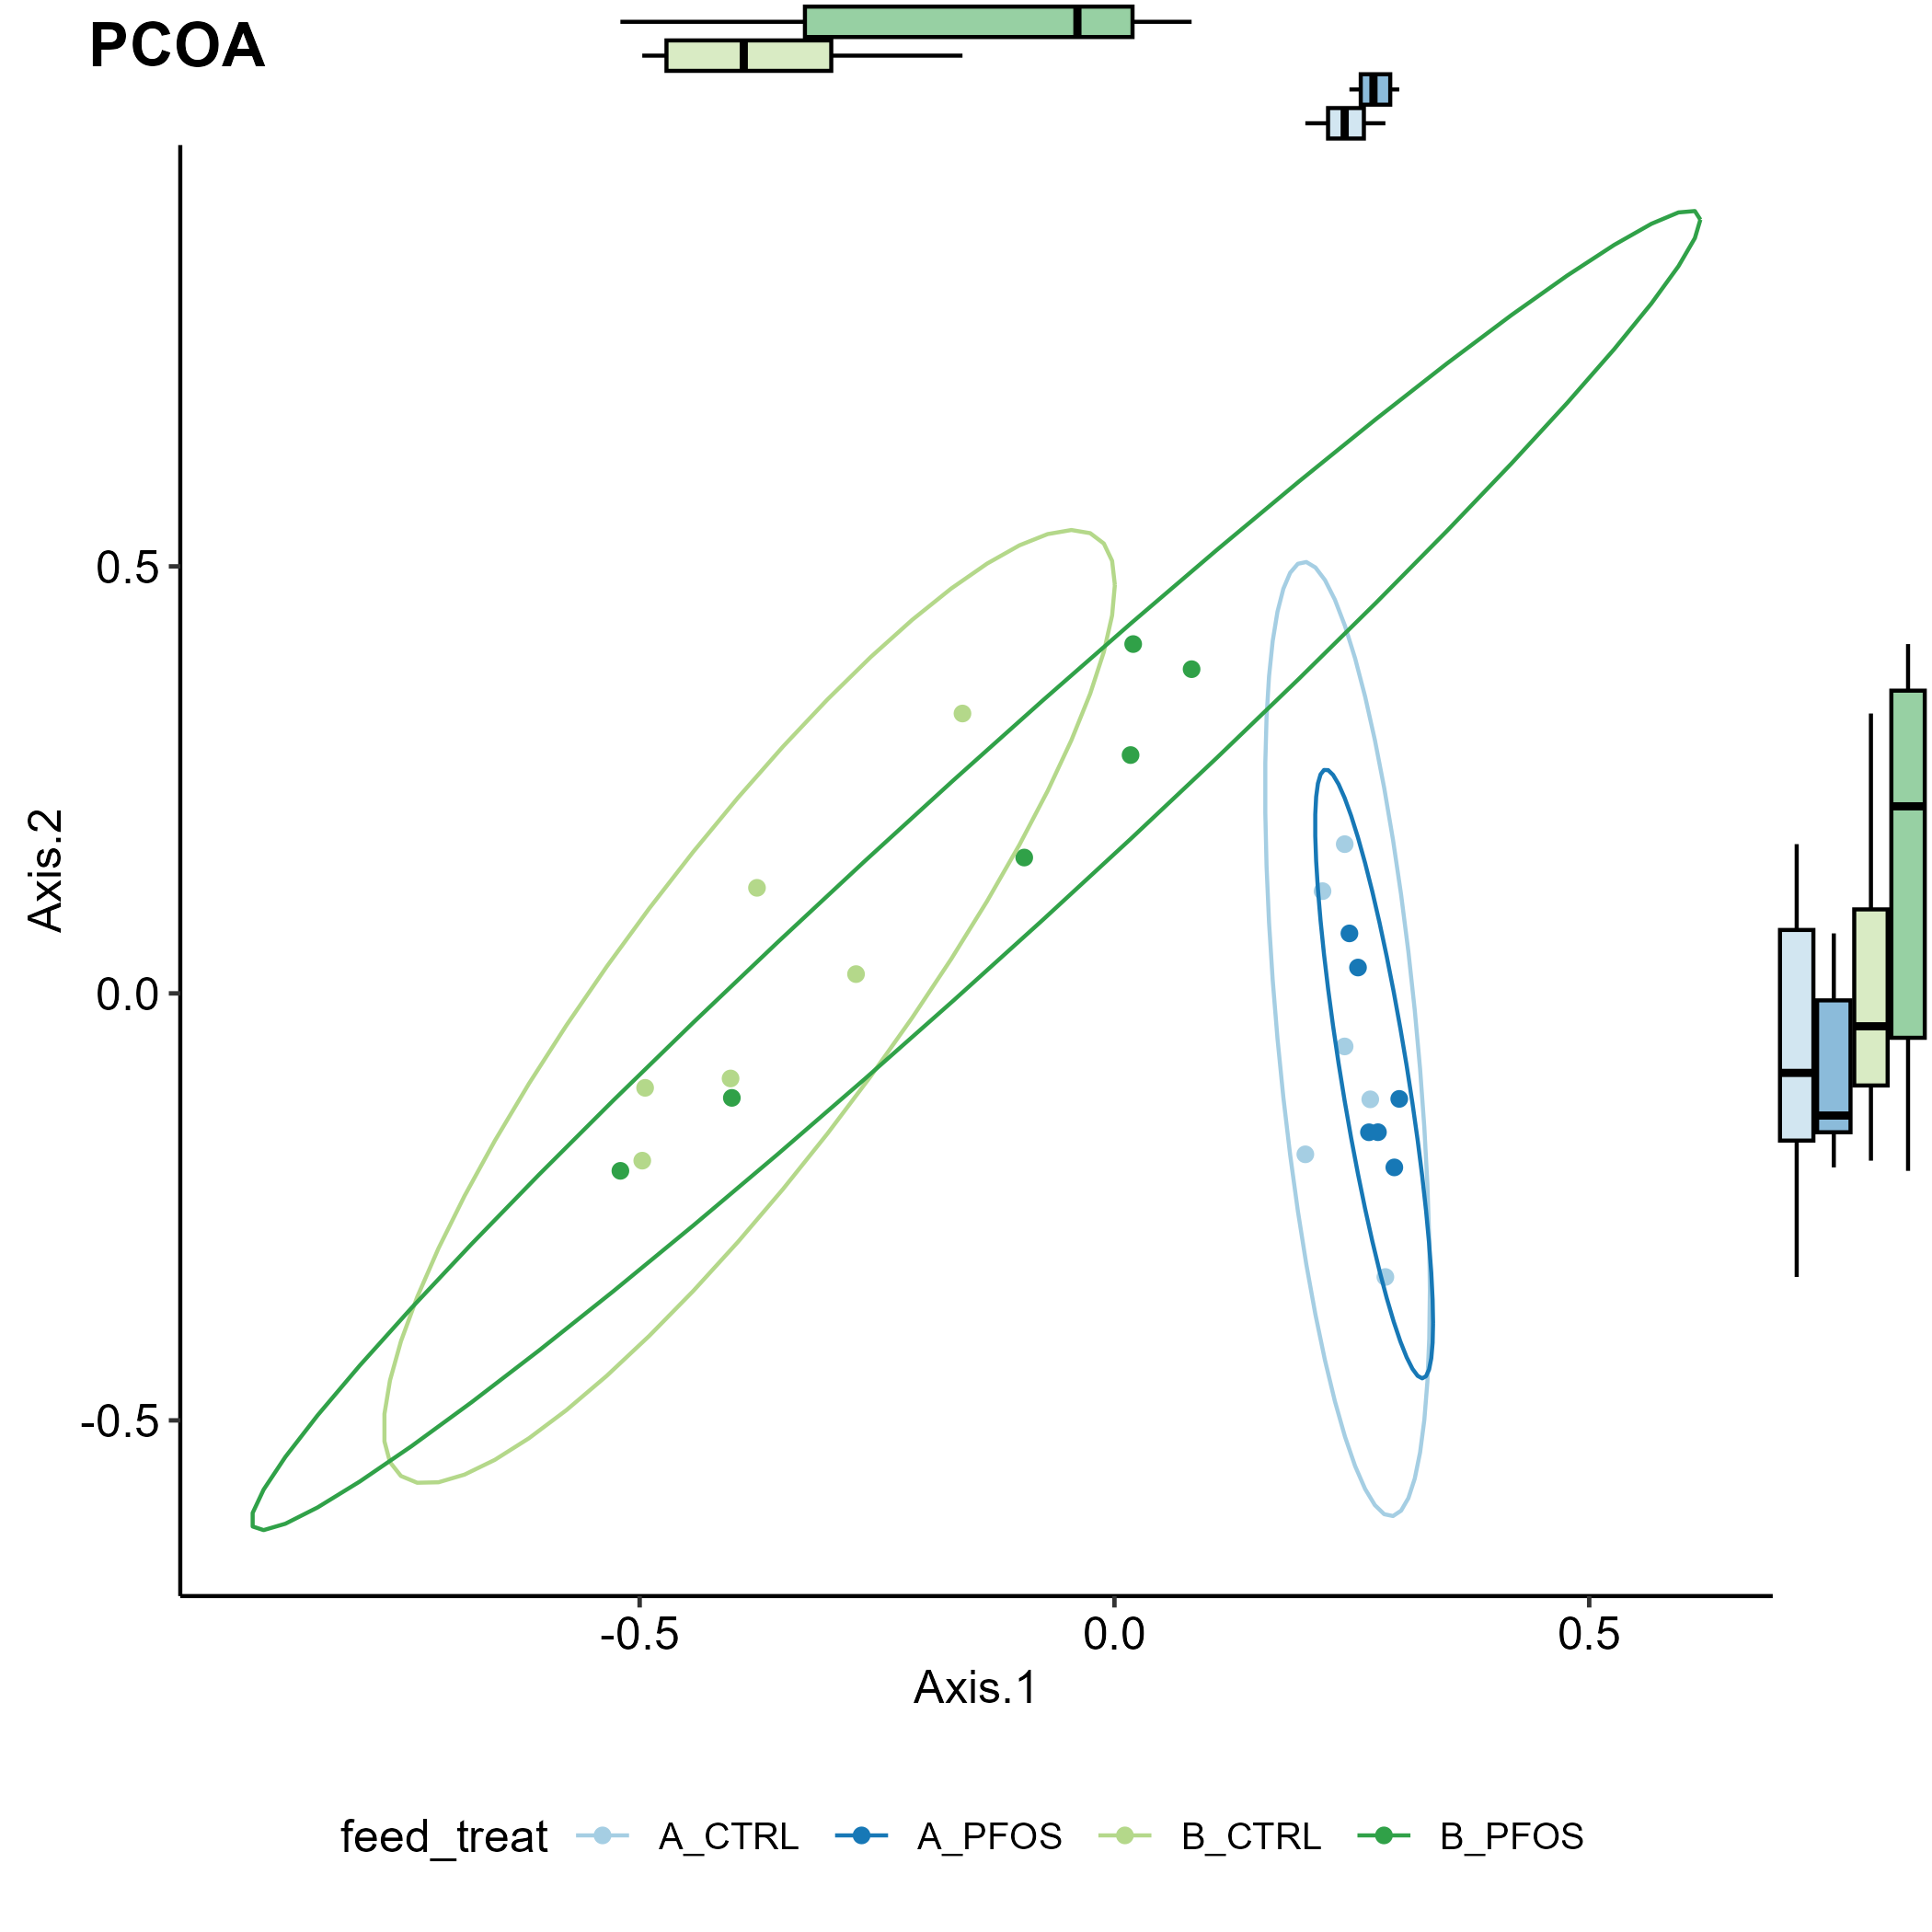 PCOA
0.5
0.0
-0.5
Axis.2
-0.5 0.0 0.5
Axis.1
feed_treat A_CTRL A_PFOS B_CTRL B_PFOS